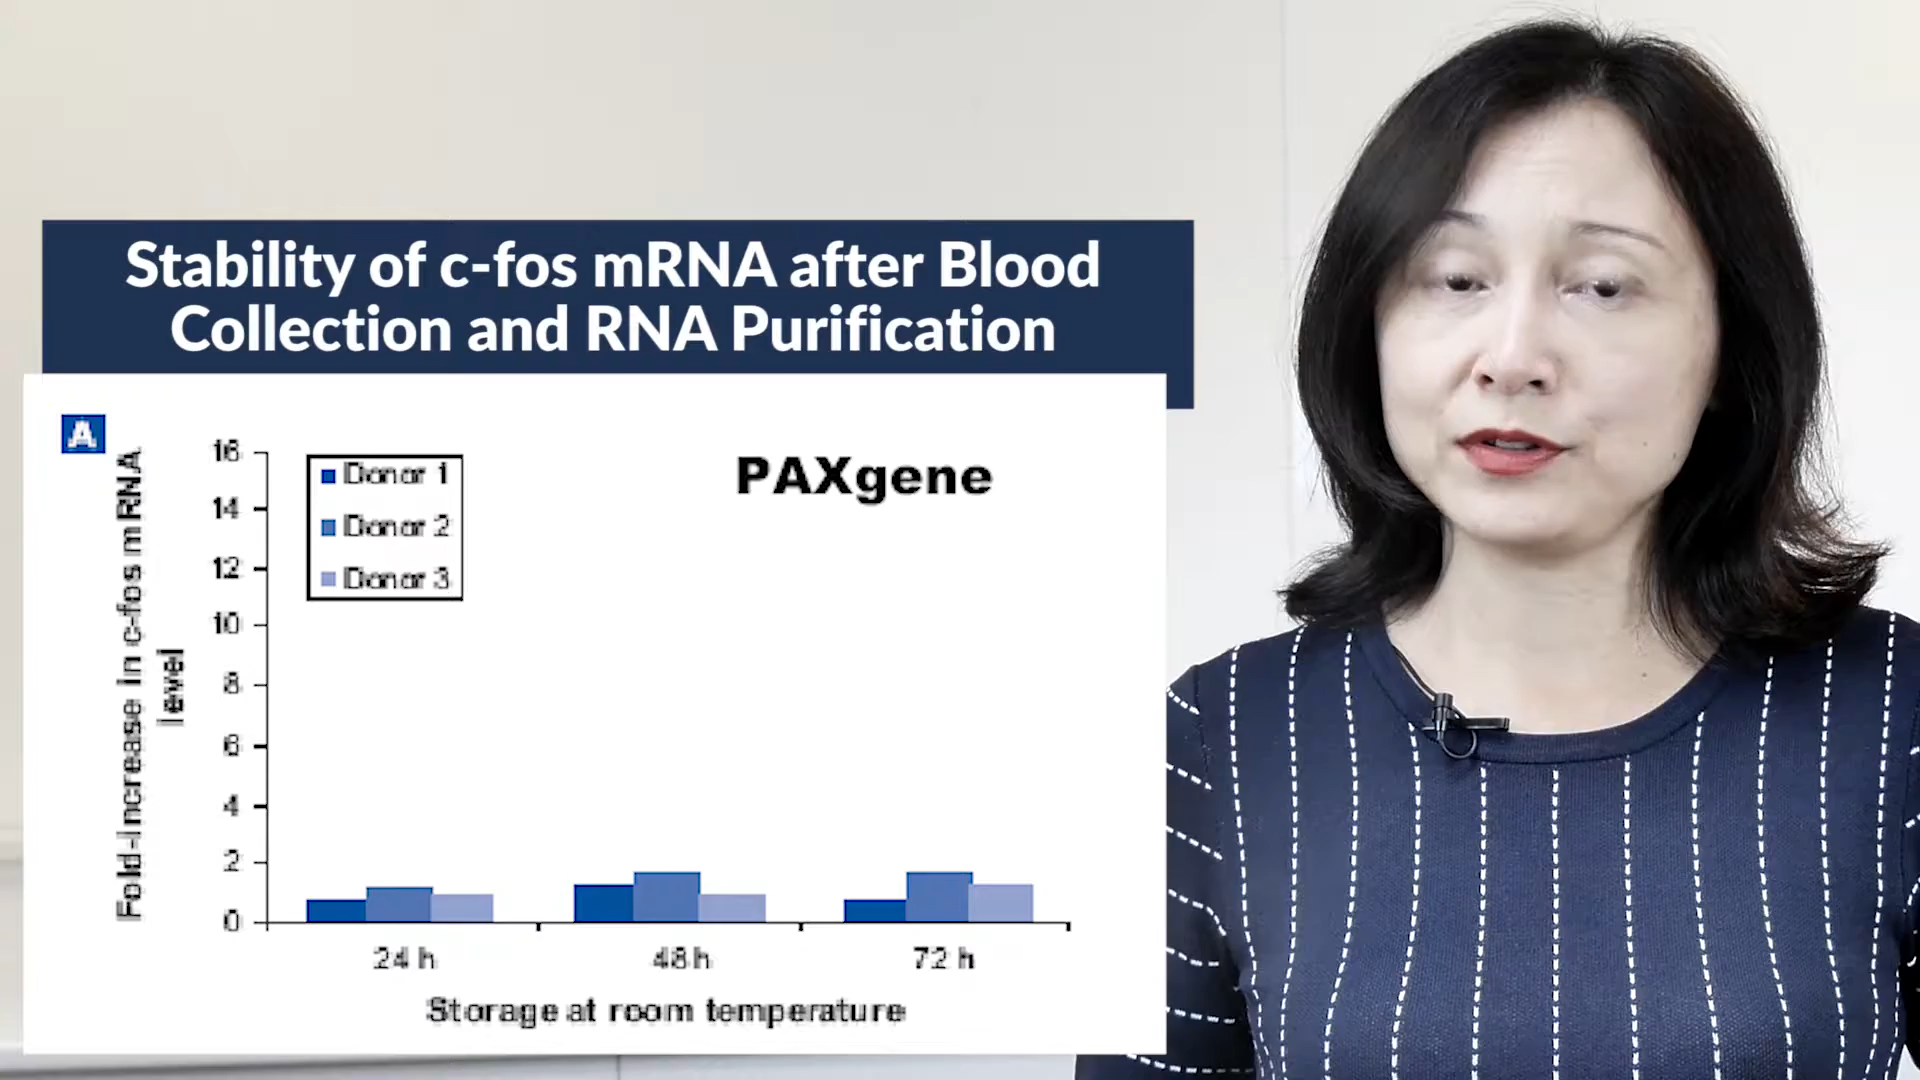 Stability of c-fos mRNA after Blood
Collection and RNA Purification
A
Fold-increase in c-fos mRNA
level
16
14
12
10
8
6
4
2
0
Donor 1
Donor 2
Donor 3
PAXgene
24 h
48 h
72 h
Storage at room temperature